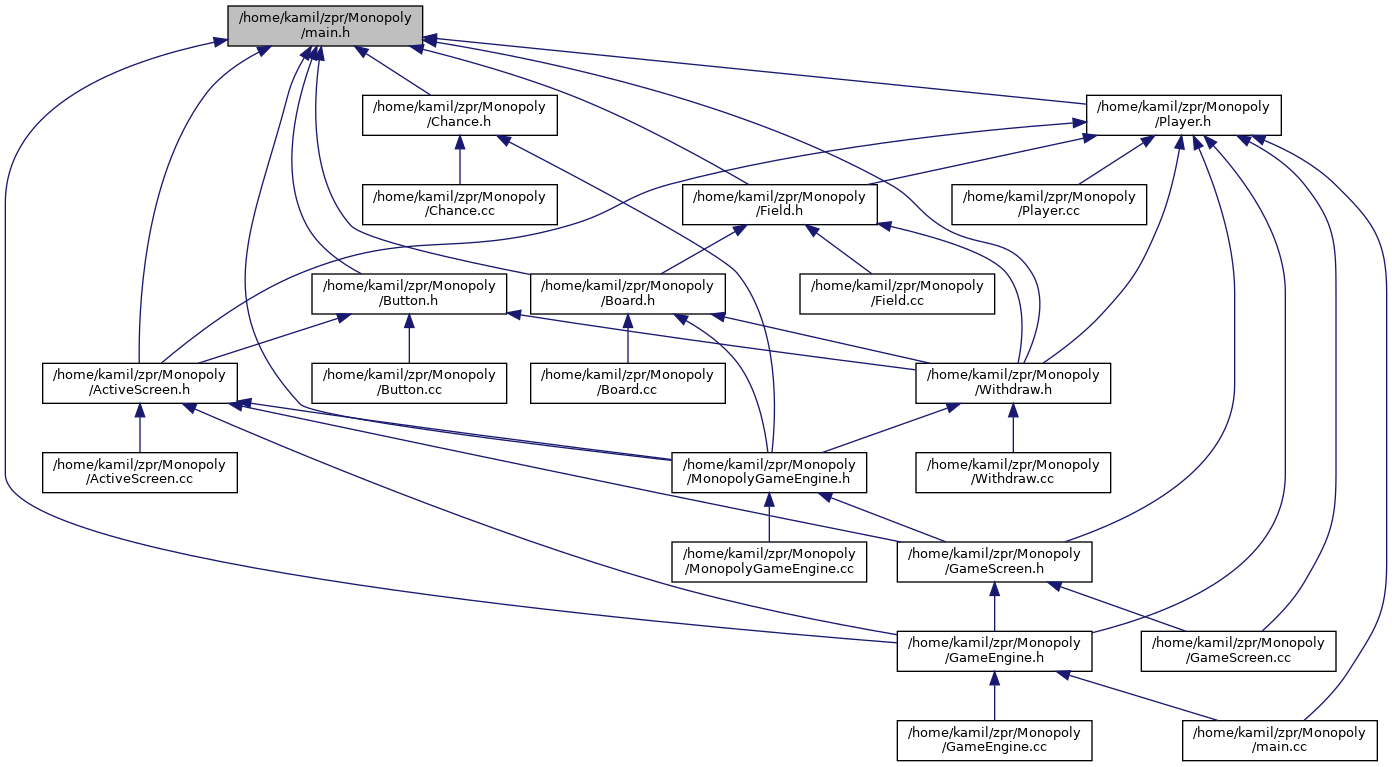 /home/kamil/zpr/Monopoly
/main.h
/home/kamil/zpr/Monopoly
/Chance.h
/home/kamil/zpr/Monopoly
/Player.h
/home/kamil/zpr/Monopoly
/Chance.cc
/home/kamil/zpr/Monopoly
/Field.h
/home/kamil/zpr/Monopoly
/Player.cc
/home/kamil/zpr/Monopoly
/Button.h
/home/kamil/zpr/Monopoly
/Board.h
/home/kamil/zpr/Monopoly
/Field.cc
/home/kamil/zpr/Monopoly
/ActiveScreen.h
/home/kamil/zpr/Monopoly
/Button.cc
/home/kamil/zpr/Monopoly
/Board.cc
/home/kamil/zpr/Monopoly
/Withdraw.h
/home/kamil/zpr/Monopoly
/ActiveScreen.cc
/home/kamil/zpr/Monopoly
/MonopolyGameEngine.h
/home/kamil/zpr/Monopoly
/Withdraw.cc
/home/kamil/zpr/Monopoly
/MonopolyGameEngine.cc
/home/kamil/zpr/Monopoly
/GameScreen.h
/home/kamil/zpr/Monopoly
/GameEngine.h
/home/kamil/zpr/Monopoly
/GameScreen.cc
/home/kamil/zpr/Monopoly
/GameEngine.cc
/home/kamil/zpr/Monopoly
/main.cc